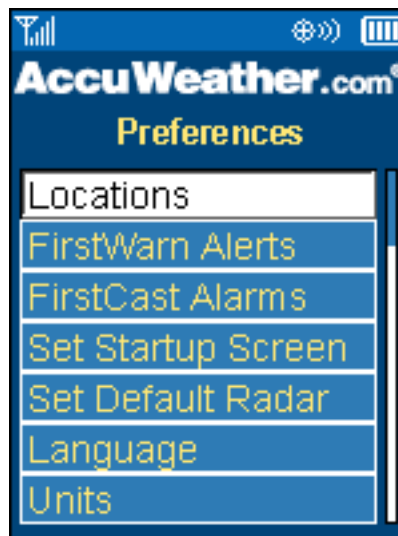 AccuWeather.com®
Preferences
Locations
FirstWarn Alerts
FirstCast Alarms
Set Startup Screen
Set Default Radar
Language
Units